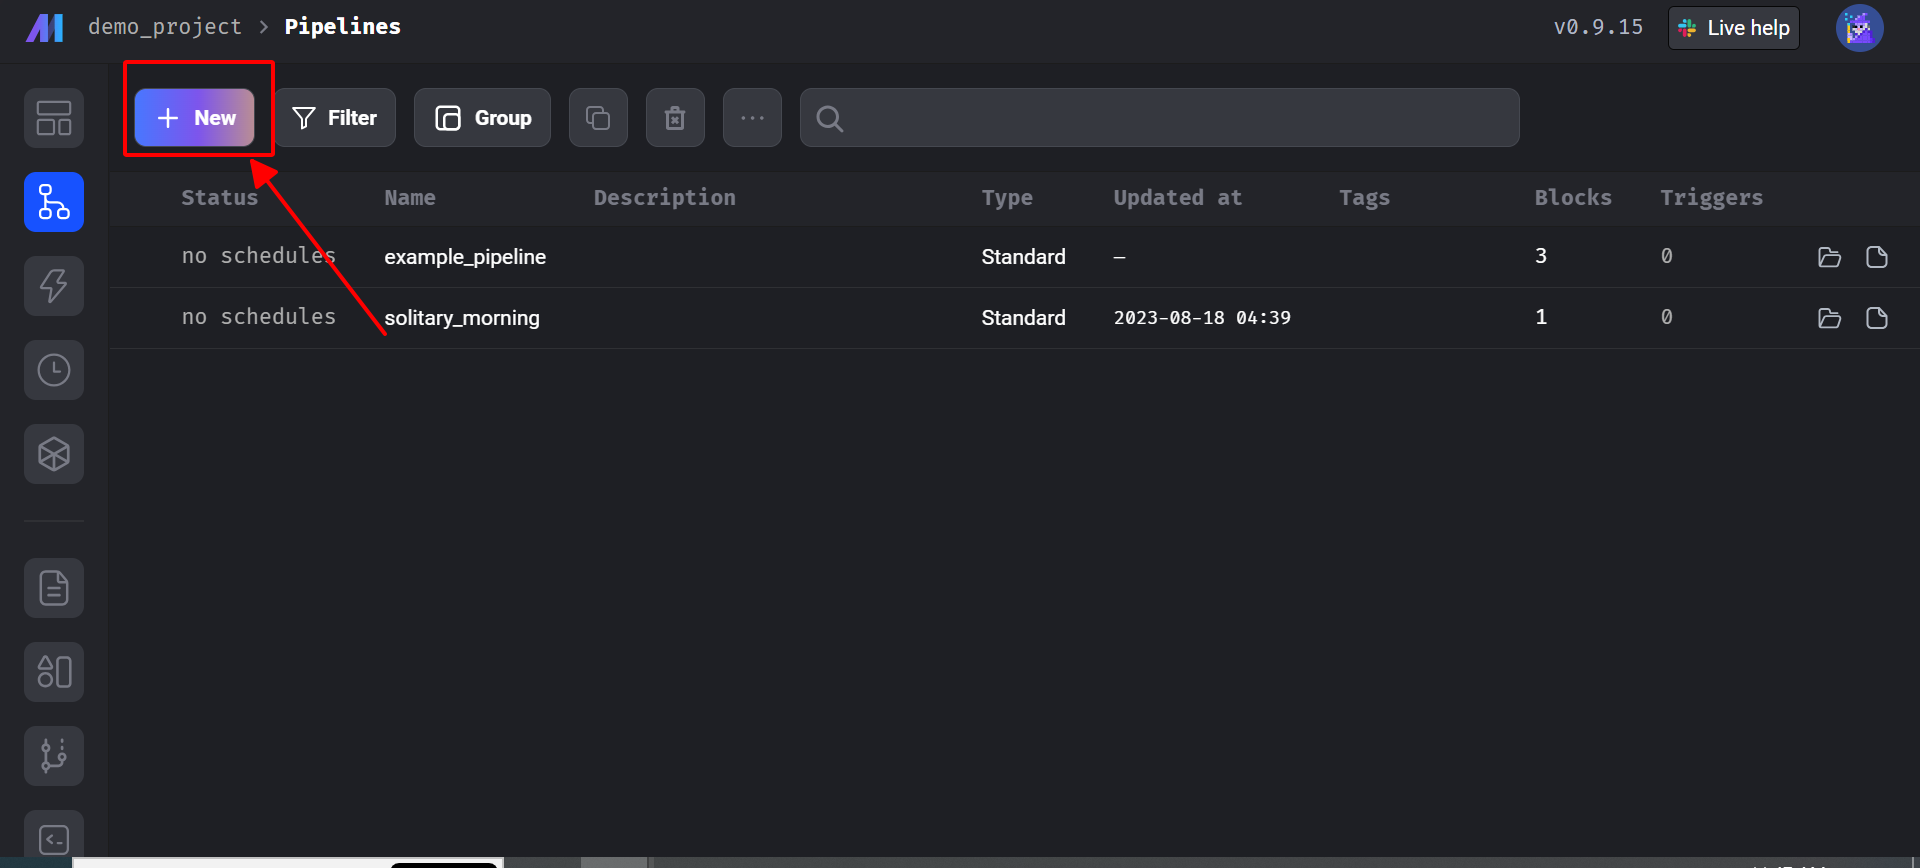 demo_project > Pipelines
v0.9.15
Live help
+ New
Filter
Group
...
Status Name Description Type Updated at Tags Blocks Triggers
no schedules example_pipeline Standard — 3 0
no schedules solitary_morning Standard 2023-08-18 04:39 1 0